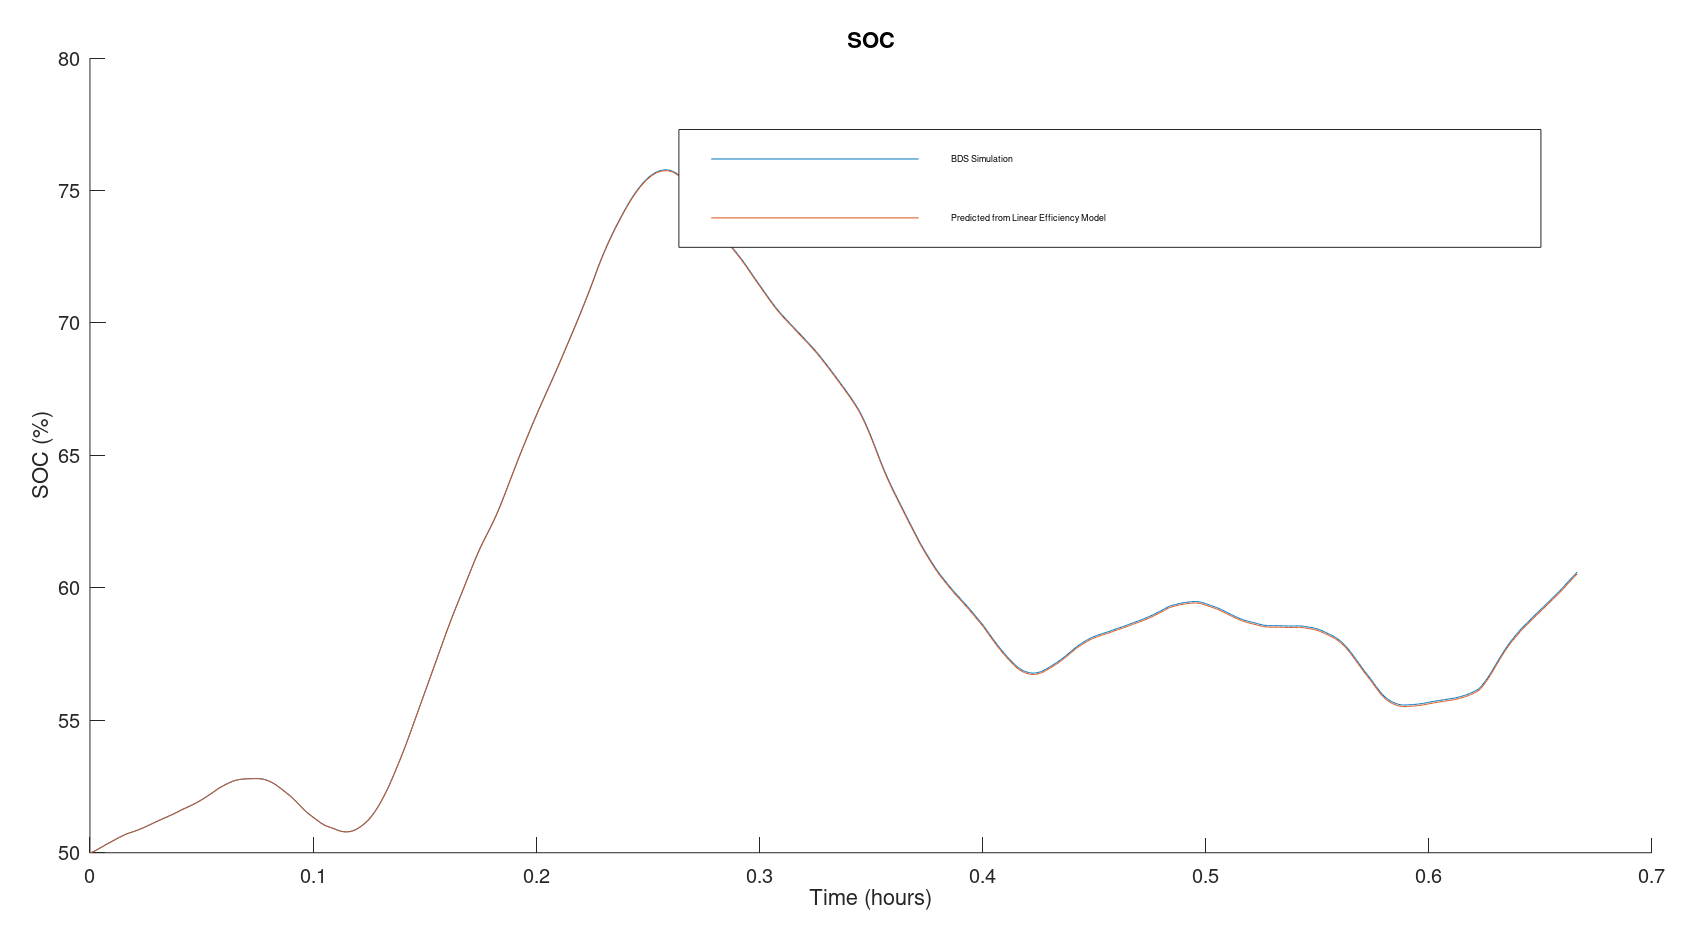 SOC
80
75
70
65
60
55
50
SOC (%)
BDS Simulation
Predicted from Linear Efficiency Model
0 0.1 0.2 0.3 0.4 0.5 0.6 0.7
Time (hours)